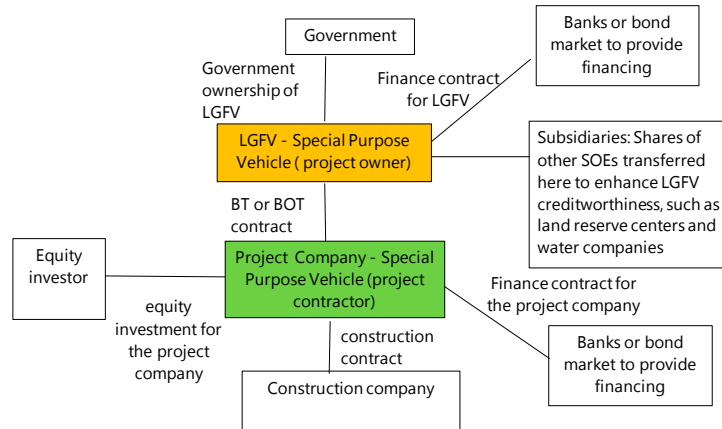 Government
Banks or bond
market to provide
financing
Government
ownership of
LGFV
Finance contract
for LGFV
LGFV - Special Purpose
Vehicle ( project owner)
Subsidiaries: Shares of
other SOEs transferred
here to enhance LGFV
creditworthiness, such as
land reserve centers and
water companies
BT or BOT
contract
Equity
investor
Project Company - Special
Purpose Vehicle (project
contractor)
Finance contract for
the project company
equity
investment for
the project
company
construction
contract
Banks or bond
market to provide
financing
Construction company